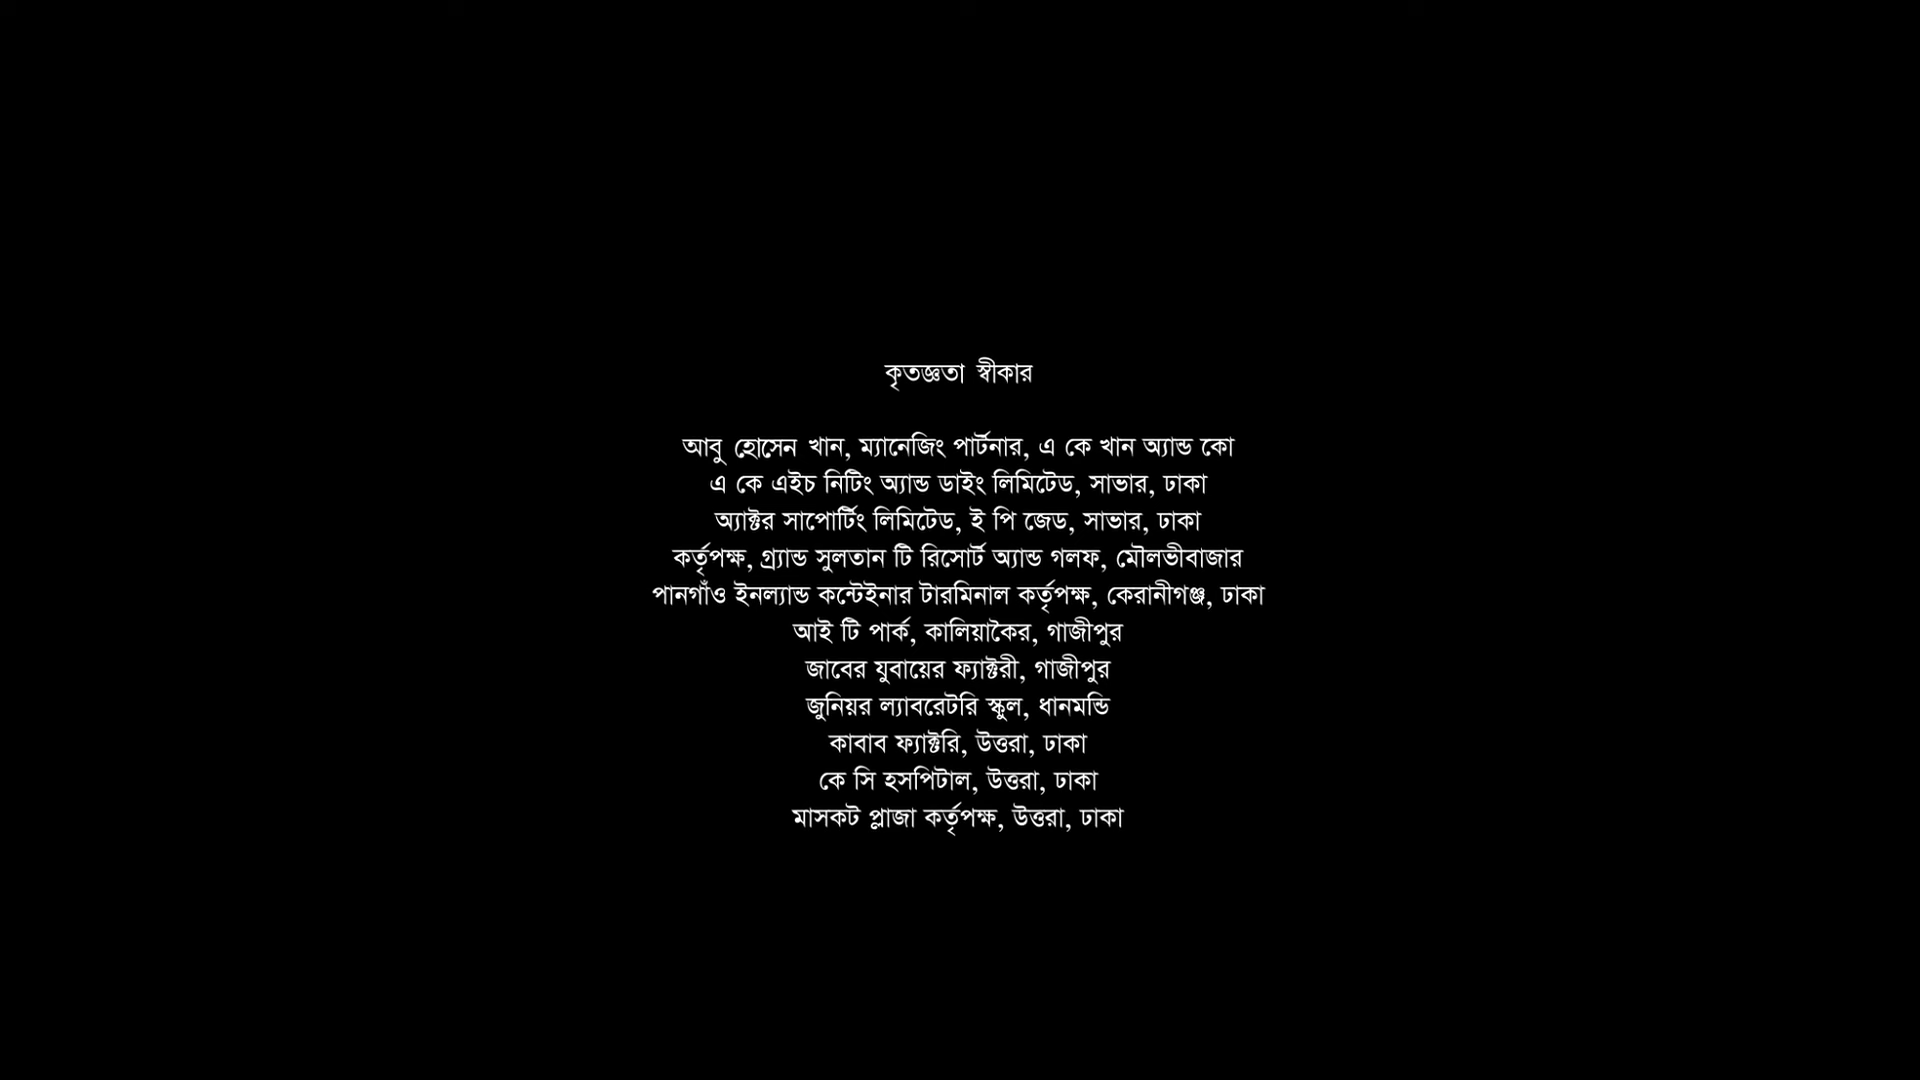 কৃতজ্ঞতা স্বীকার
আবু হোসেন খান, ম্যানেজিং পার্টনার, এ কে খান অ্যান্ড কো
এ কে এইচ নিটিং অ্যান্ড ডাইং লিমিটেড, সাভার, ঢাকা
অ্যাক্টর সাপোর্টিং লিমিটেড, ই পি জেড, সাভার, ঢাকা
কর্তৃপক্ষ, গ্র্যান্ড সুলতান টি রিসোর্ট অ্যান্ড গলফ, মৌলভীবাজার
পানগাঁও ইনল্যান্ড কন্টেইনার টারমিনাল কর্তৃপক্ষ, কেরানীগঞ্জ, ঢাকা
আই টি পার্ক, কালিয়াকৈর, গাজীপুর
জাবের যুবায়ের ফ্যাক্টরী, গাজীপুর
জুনিয়র ল্যাবরেটরি স্কুল, ধানমন্ডি
কাবাব ফ্যাক্টরি, উত্তরা, ঢাকা
কে সি হসপিটাল, উত্তরা, ঢাকা
মাসকট প্লাজা কর্তৃপক্ষ, উত্তরা, ঢাকা